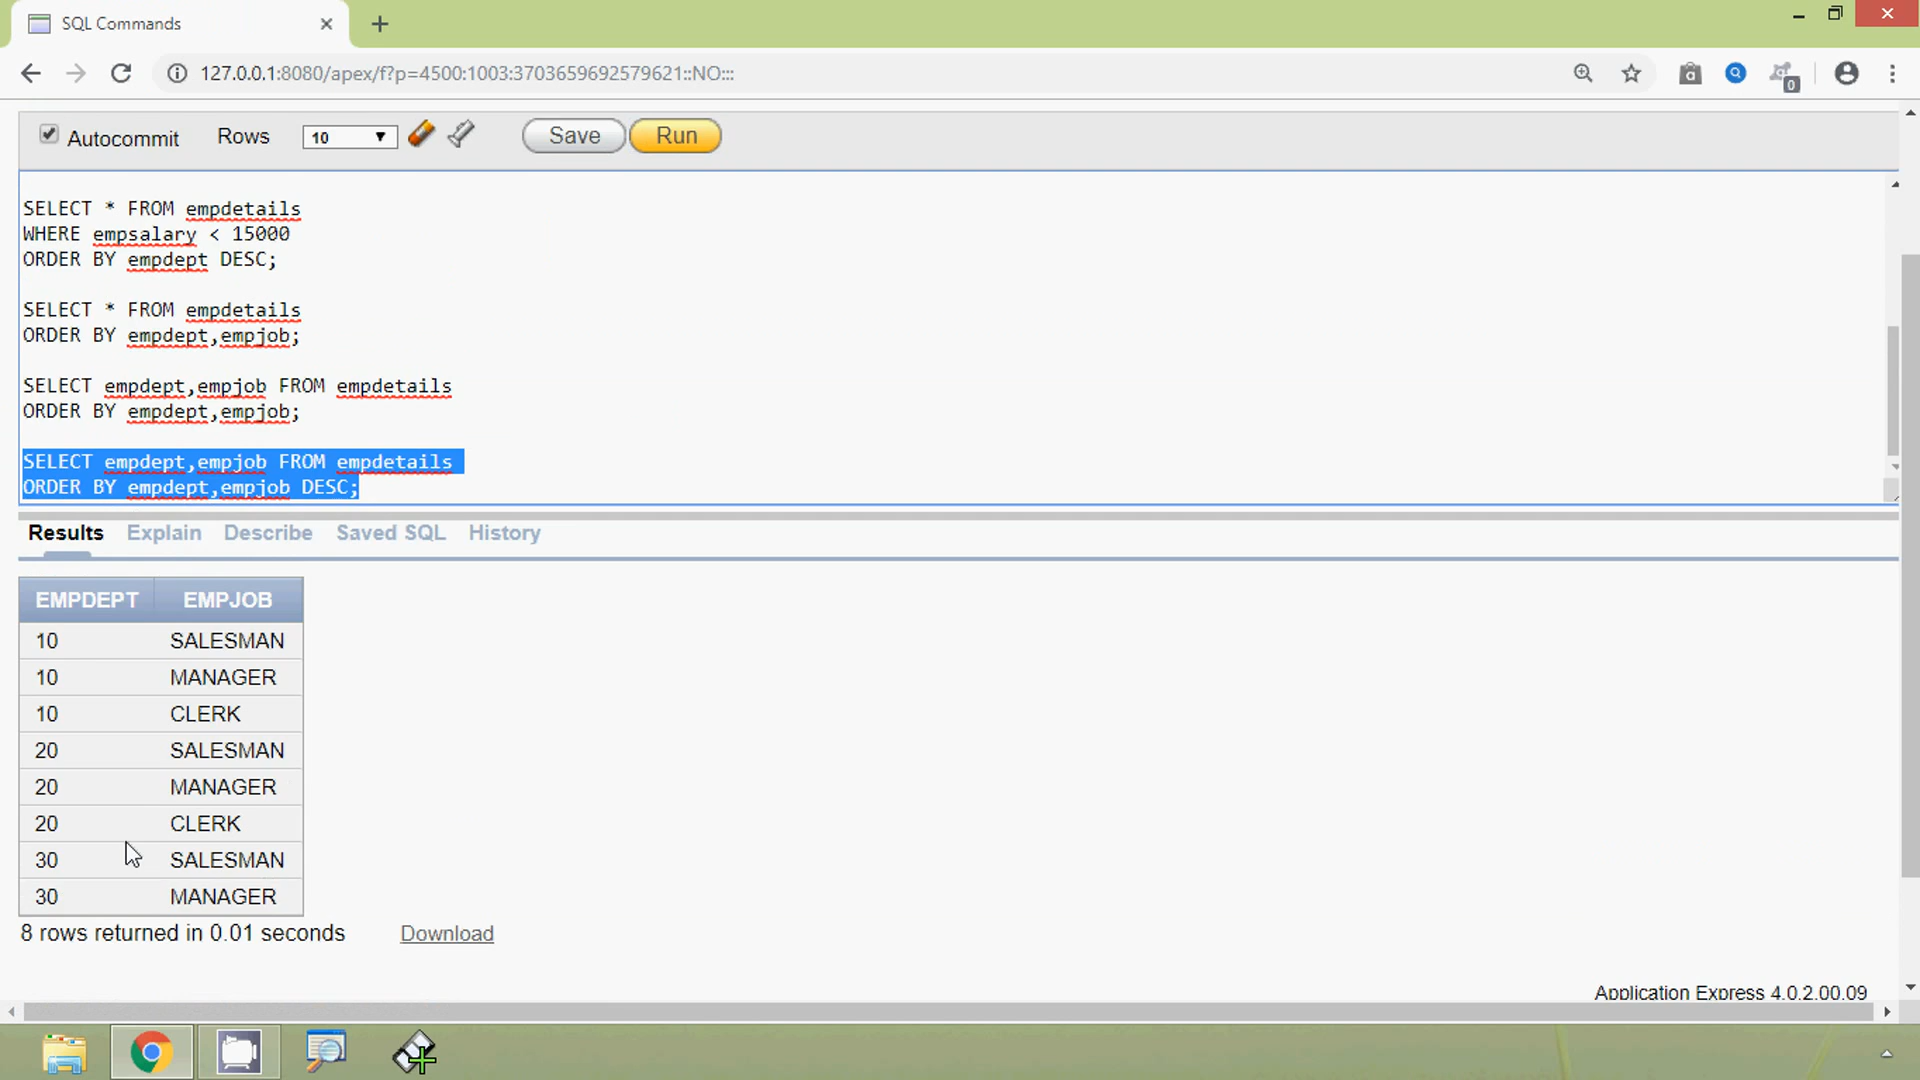 SQL Commands
127.0.0.1:8080/apex/f?p=4500:1003:3703659692579621::NO:::
0
Autocommit Rows 10 Save Run
SELECT * FROM empdetails
WHERE empsalary < 15000
ORDER BY empdept DESC;
SELECT * FROM empdetails
ORDER BY empdept,empjob;
SELECT empdept,empjob FROM empdetails
ORDER BY empdept,empjob;
SELECT empdept,empjob FROM empdetails
ORDER BY empdept,empjob DESC;
Results Explain Describe Saved SQL History
EMPDEPT EMPJOB
10 SALESMAN
10 MANAGER
10 CLERK
20 SALESMAN
20 MANAGER
20 CLERK
30 SALESMAN
30 MANAGER
8 rows returned in 0.01 seconds Download
Application Express 4.0.2.00.09